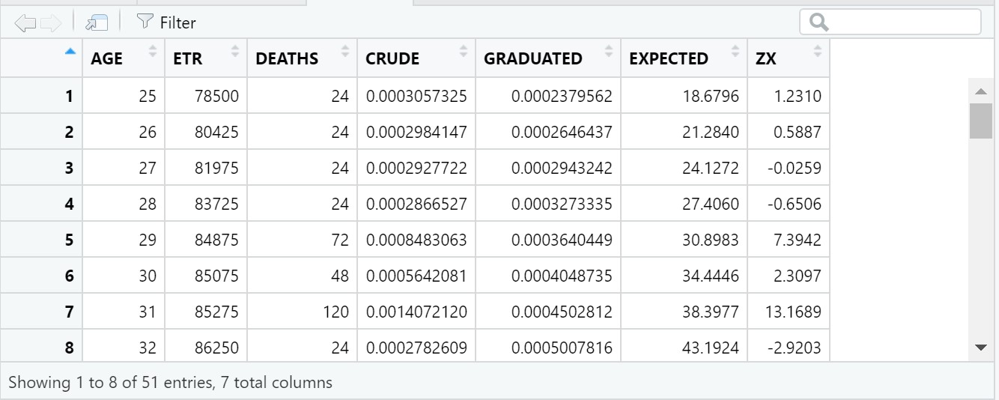 Filter
AGE ETR DEATHS CRUDE GRADUATED EXPECTED ZX
1 25 78500 24 0.0003057325 0.0002379562 18.6796 1.2310
2 26 80425 24 0.0002984147 0.0002646437 21.2840 0.5887
3 27 81975 24 0.0002927722 0.0002943242 24.1272 -0.0259
4 28 83725 24 0.0002866527 0.0003273335 27.4060 -0.6506
5 29 84875 72 0.0008483063 0.0003640449 30.8983 7.3942
6 30 85075 48 0.0005642081 0.0004048735 34.4446 2.3097
7 31 85275 120 0.0014072120 0.0004502812 38.3977 13.1689
8 32 86250 24 0.0002782609 0.0005007816 43.1924 -2.9203
Showing 1 to 8 of 51 entries, 7 total columns